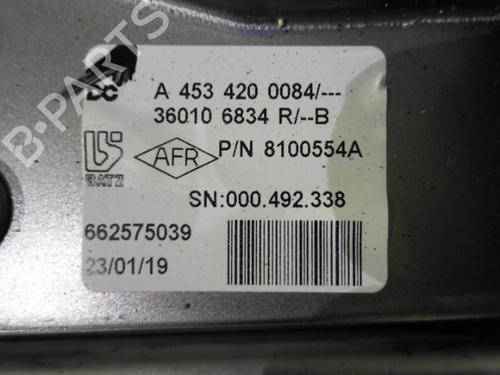 B-PARTS
DC
A 453 420 0084/---
36010 6834 R/--B
BATZ
AFR
P/N 8100554A
SN:000.492.338
662575039
23/01/19